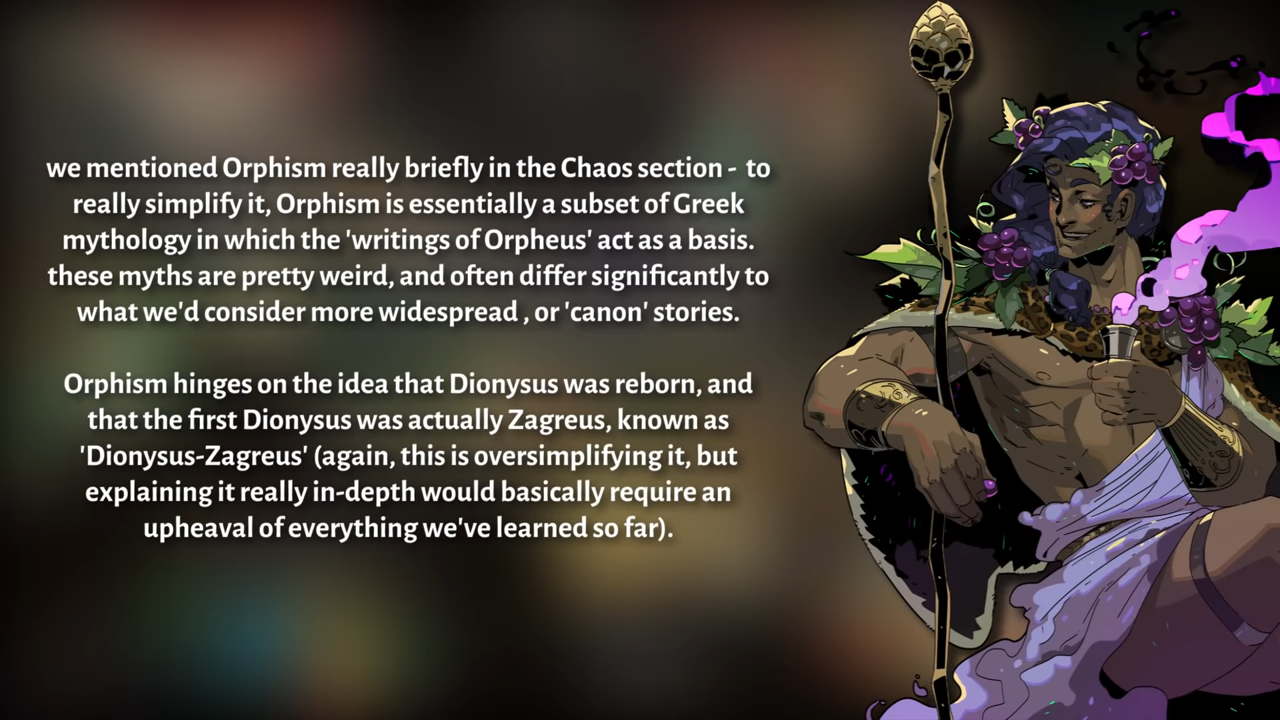 we mentioned Orphism really briefly in the Chaos section - to
really simplify it, Orphism is essentially a subset of Greek
mythology in which the 'writings of Orpheus' act as a basis.
these myths are pretty weird, and often differ significantly to
what we'd consider more widespread , or 'canon' stories.
Orphism hinges on the idea that Dionysus was reborn, and
that the first Dionysus was actually Zagreus, known as
'Dionysus-Zagreus' (again, this is oversimplifying it, but
explaining it really in-depth would basically require an
upheaval of everything we've learned so far).